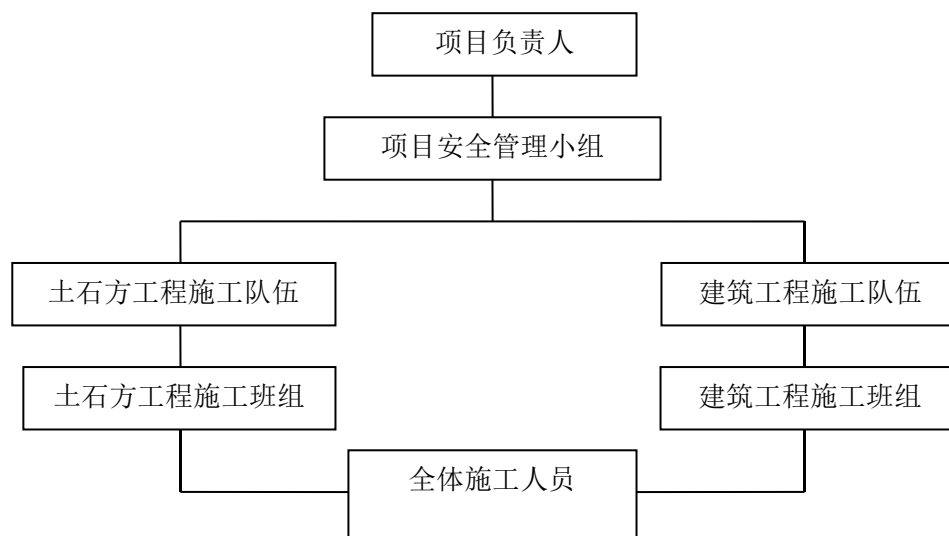 项目负责人
项目安全管理小组
土石方工程施工队伍
建筑工程施工队伍
土石方工程施工班组
建筑工程施工班组
全体施工人员